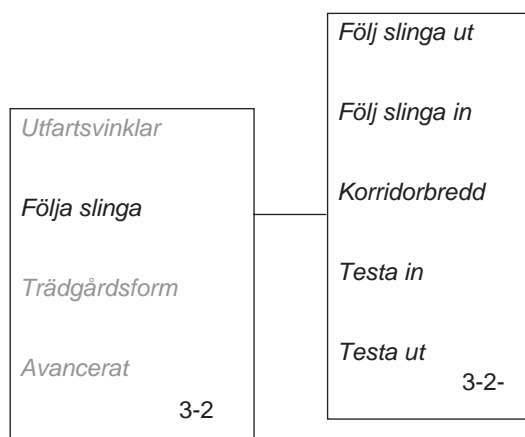 Utfartsvinklar
Följa slinga
Trädgårdsform
Avancerat
3-2
Följ slinga ut
Följ slinga in
Korridorbredd
Testa in
Testa ut
3-2-